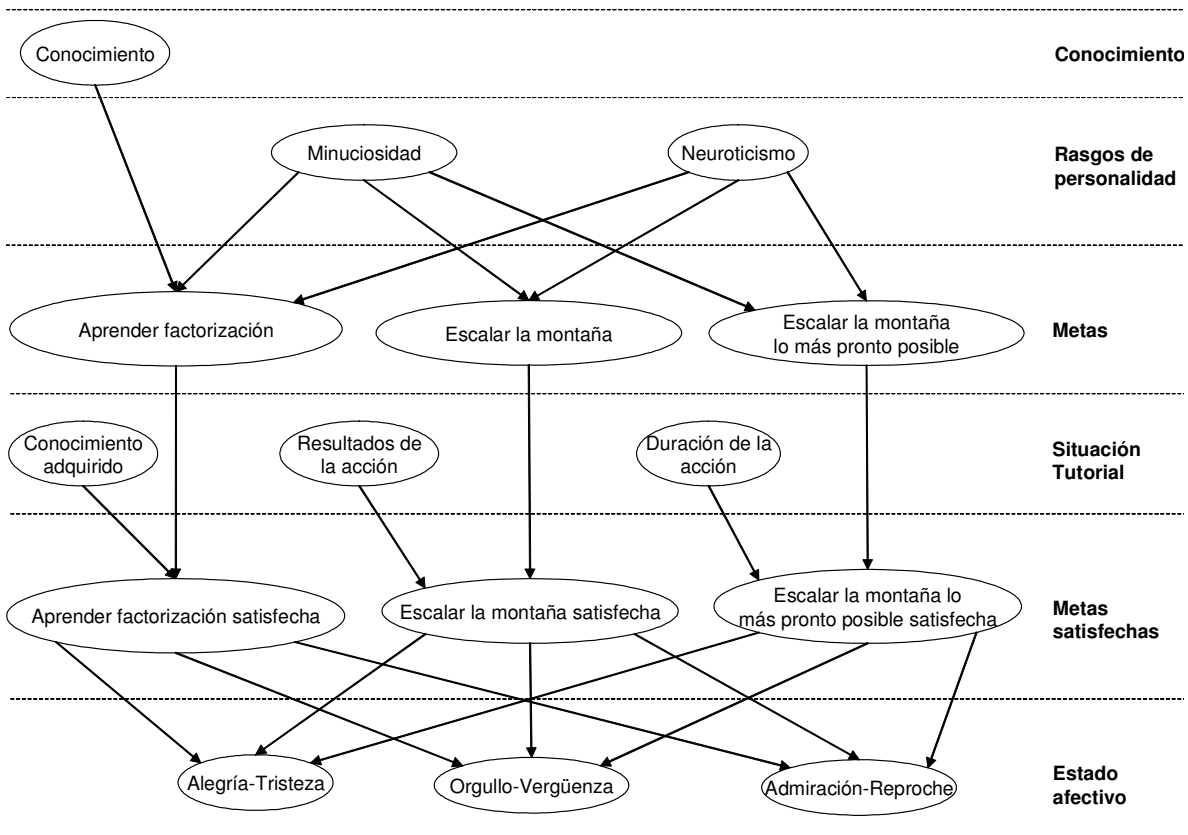 Conocimiento
Conocimiento
Minuciosidad
Neuroticismo
Rasgos de
personalidad
Aprender factorización
Escalar la montaña
Escalar la montaña
lo más pronto posible
Metas
Conocimiento
adquirido
Resultados de
la acción
Duración de la
acción
Situación
Tutorial
Aprender factorización satisfecha
Escalar la montaña satisfecha
Escalar la montaña lo
más pronto posible satisfecha
Metas
satisfechas
Alegría-Tristeza
Orgullo-Vergüenza
Admiración-Reproche
Estado
afectivo